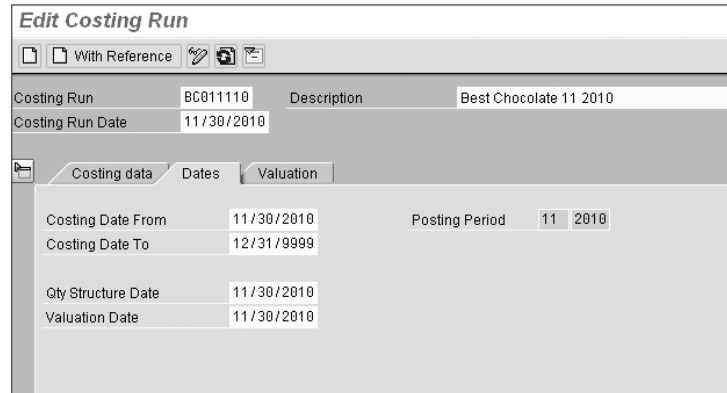 Edit Costing Run
With Reference
Costing Run BC011110 Description Best Chocolate 11 2010
Costing Run Date 11/30/2010
Costing data Dates Valuation
Costing Date From 11/30/2010 Posting Period 11 2010
Costing Date To 12/31/9999
Qty Structure Date 11/30/2010
Valuation Date 11/30/2010